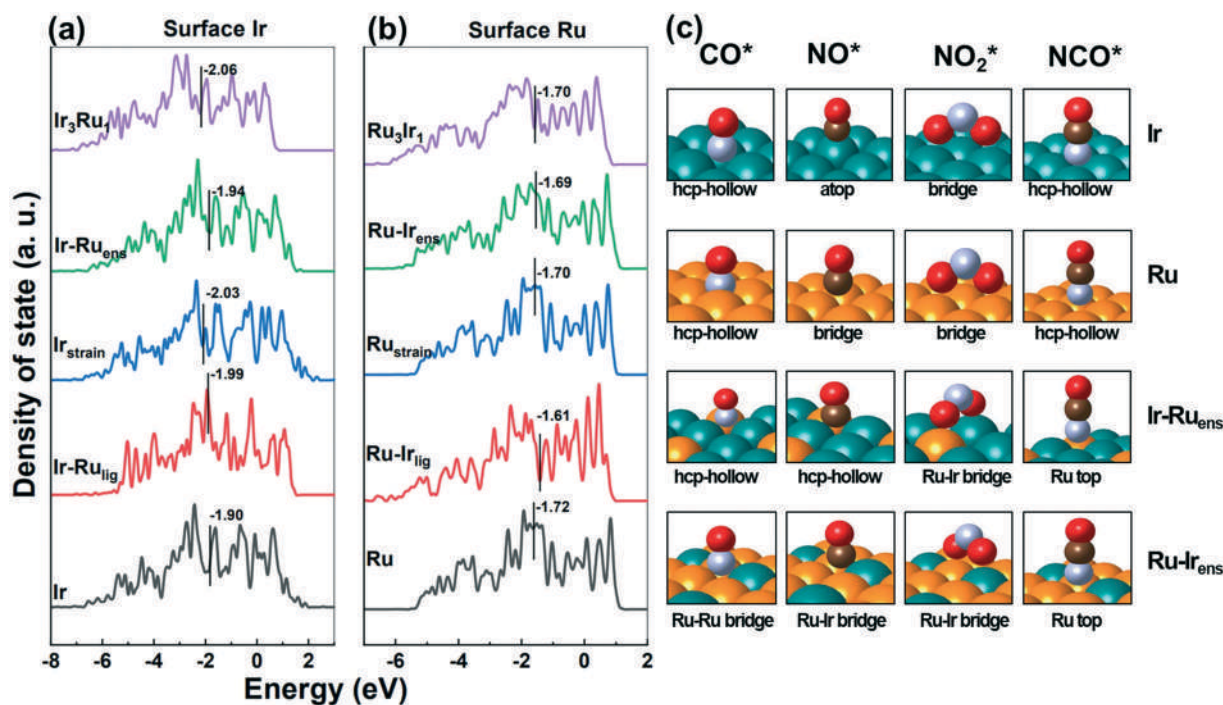 (a)
Surface Ir
-2.06
Ir₃Ru₁
-1.94
Ir-Ruₑₙₛ
-2.03
Ir_strain
-1.99
Ir-Ru_lig
-1.90
Ir
-8 -6 -4 -2 0 2
(b)
Surface Ru
-1.70
Ru₃Ir₁
-1.69
Ru-Irₑₙₛ
-1.70
Ru_strain
-1.61
Ru-Ir_lig
-1.72
Ru
-6 -4 -2 0 2
Density of state (a. u.)
Energy (eV)
(c)
CO* NO* NO₂* NCO*
Ir
hcp-hollow atop bridge hcp-hollow
Ru
hcp-hollow bridge bridge hcp-hollow
Ir-Ruₑₙₛ
hcp-hollow hcp-hollow Ru-Ir bridge Ru top
Ru-Irₑₙₛ
Ru-Ru bridge Ru-Ir bridge Ru-Ir bridge Ru top